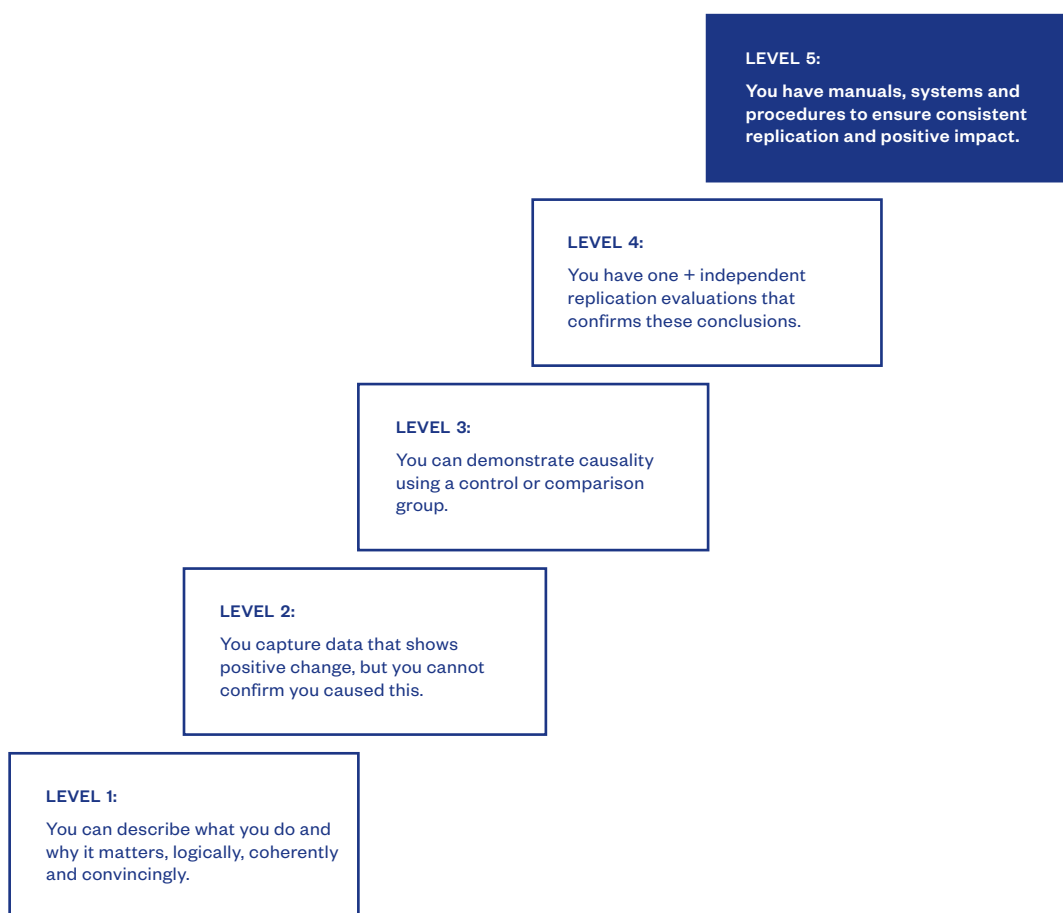 LEVEL 5:
You have manuals, systems and
procedures to ensure consistent
replication and positive impact.
LEVEL 4:
You have one + independent
replication evaluations that
confirms these conclusions.
LEVEL 3:
You can demonstrate causality
using a control or comparison
group.
LEVEL 2:
You capture data that shows
positive change, but you cannot
confirm you caused this.
LEVEL 1:
You can describe what you do and
why it matters, logically, coherently
and convincingly.